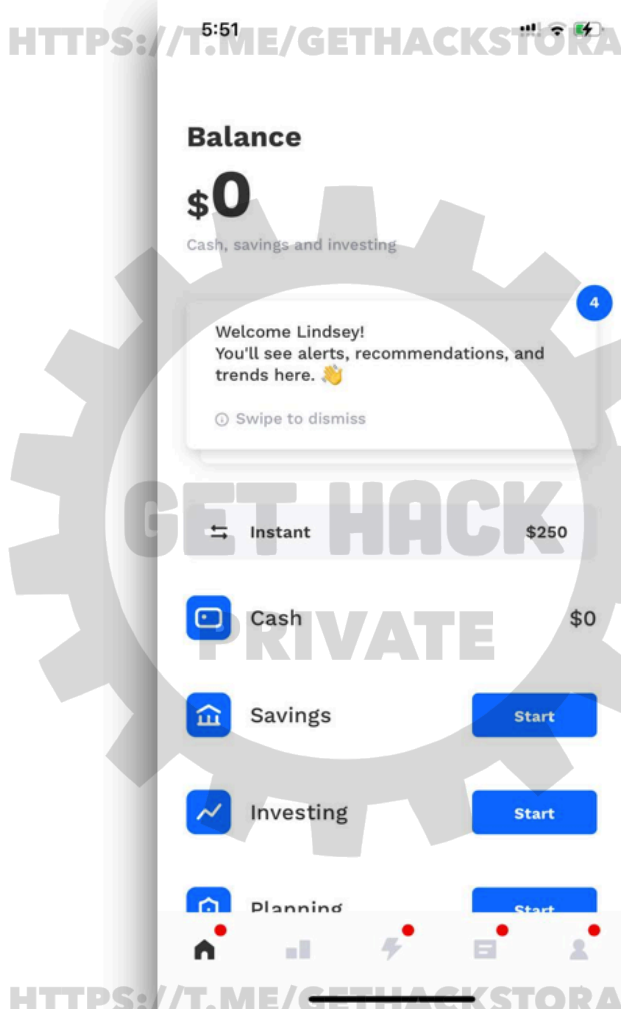 HTTPS://T.ME/GETHACKSTORA
5:51
Balance
$0
Cash, savings and investing
4
Welcome Lindsey!
You'll see alerts, recommendations, and
trends here. 👋
Swipe to dismiss
GET HACK
Instant $250
Cash $0
PRIVATE
Savings Start
Investing Start
Planning Start
HTTPS://T.ME/GETHACKSTORA